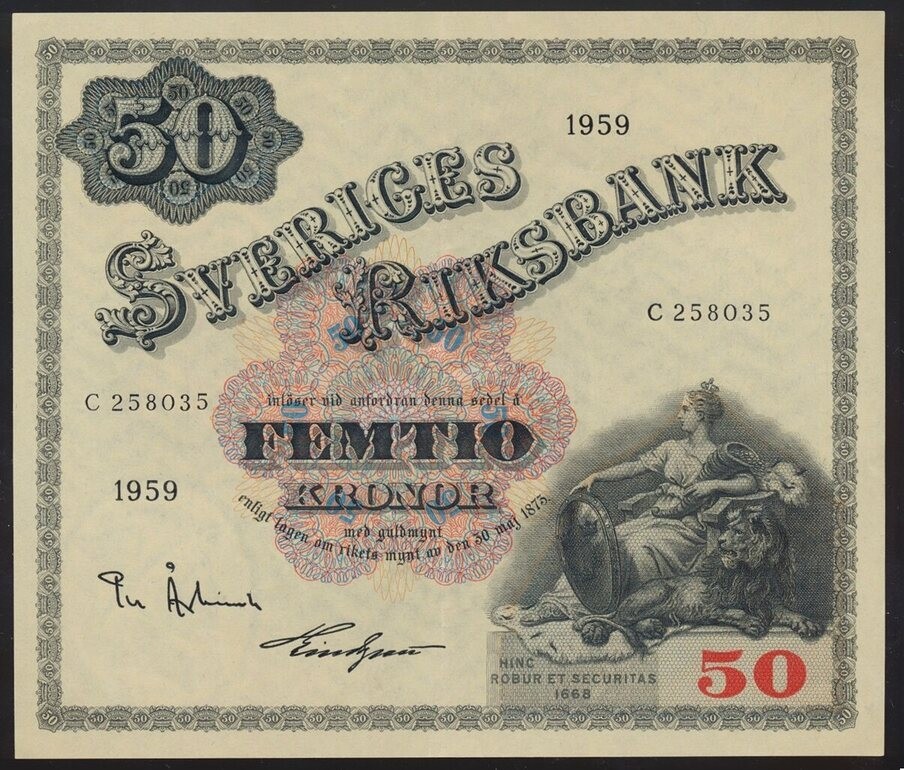 50
1959
SVERIGES
RIKSBANK
C 258035
C 258035
inlöser vid anfordran denna sedel å
FEMTIO
KRONOR
1959
med guldmynt
enligt lagen om rikets mynt av den 30 maj 1873.
HINC
ROBUR ET SECURITAS
1668
50